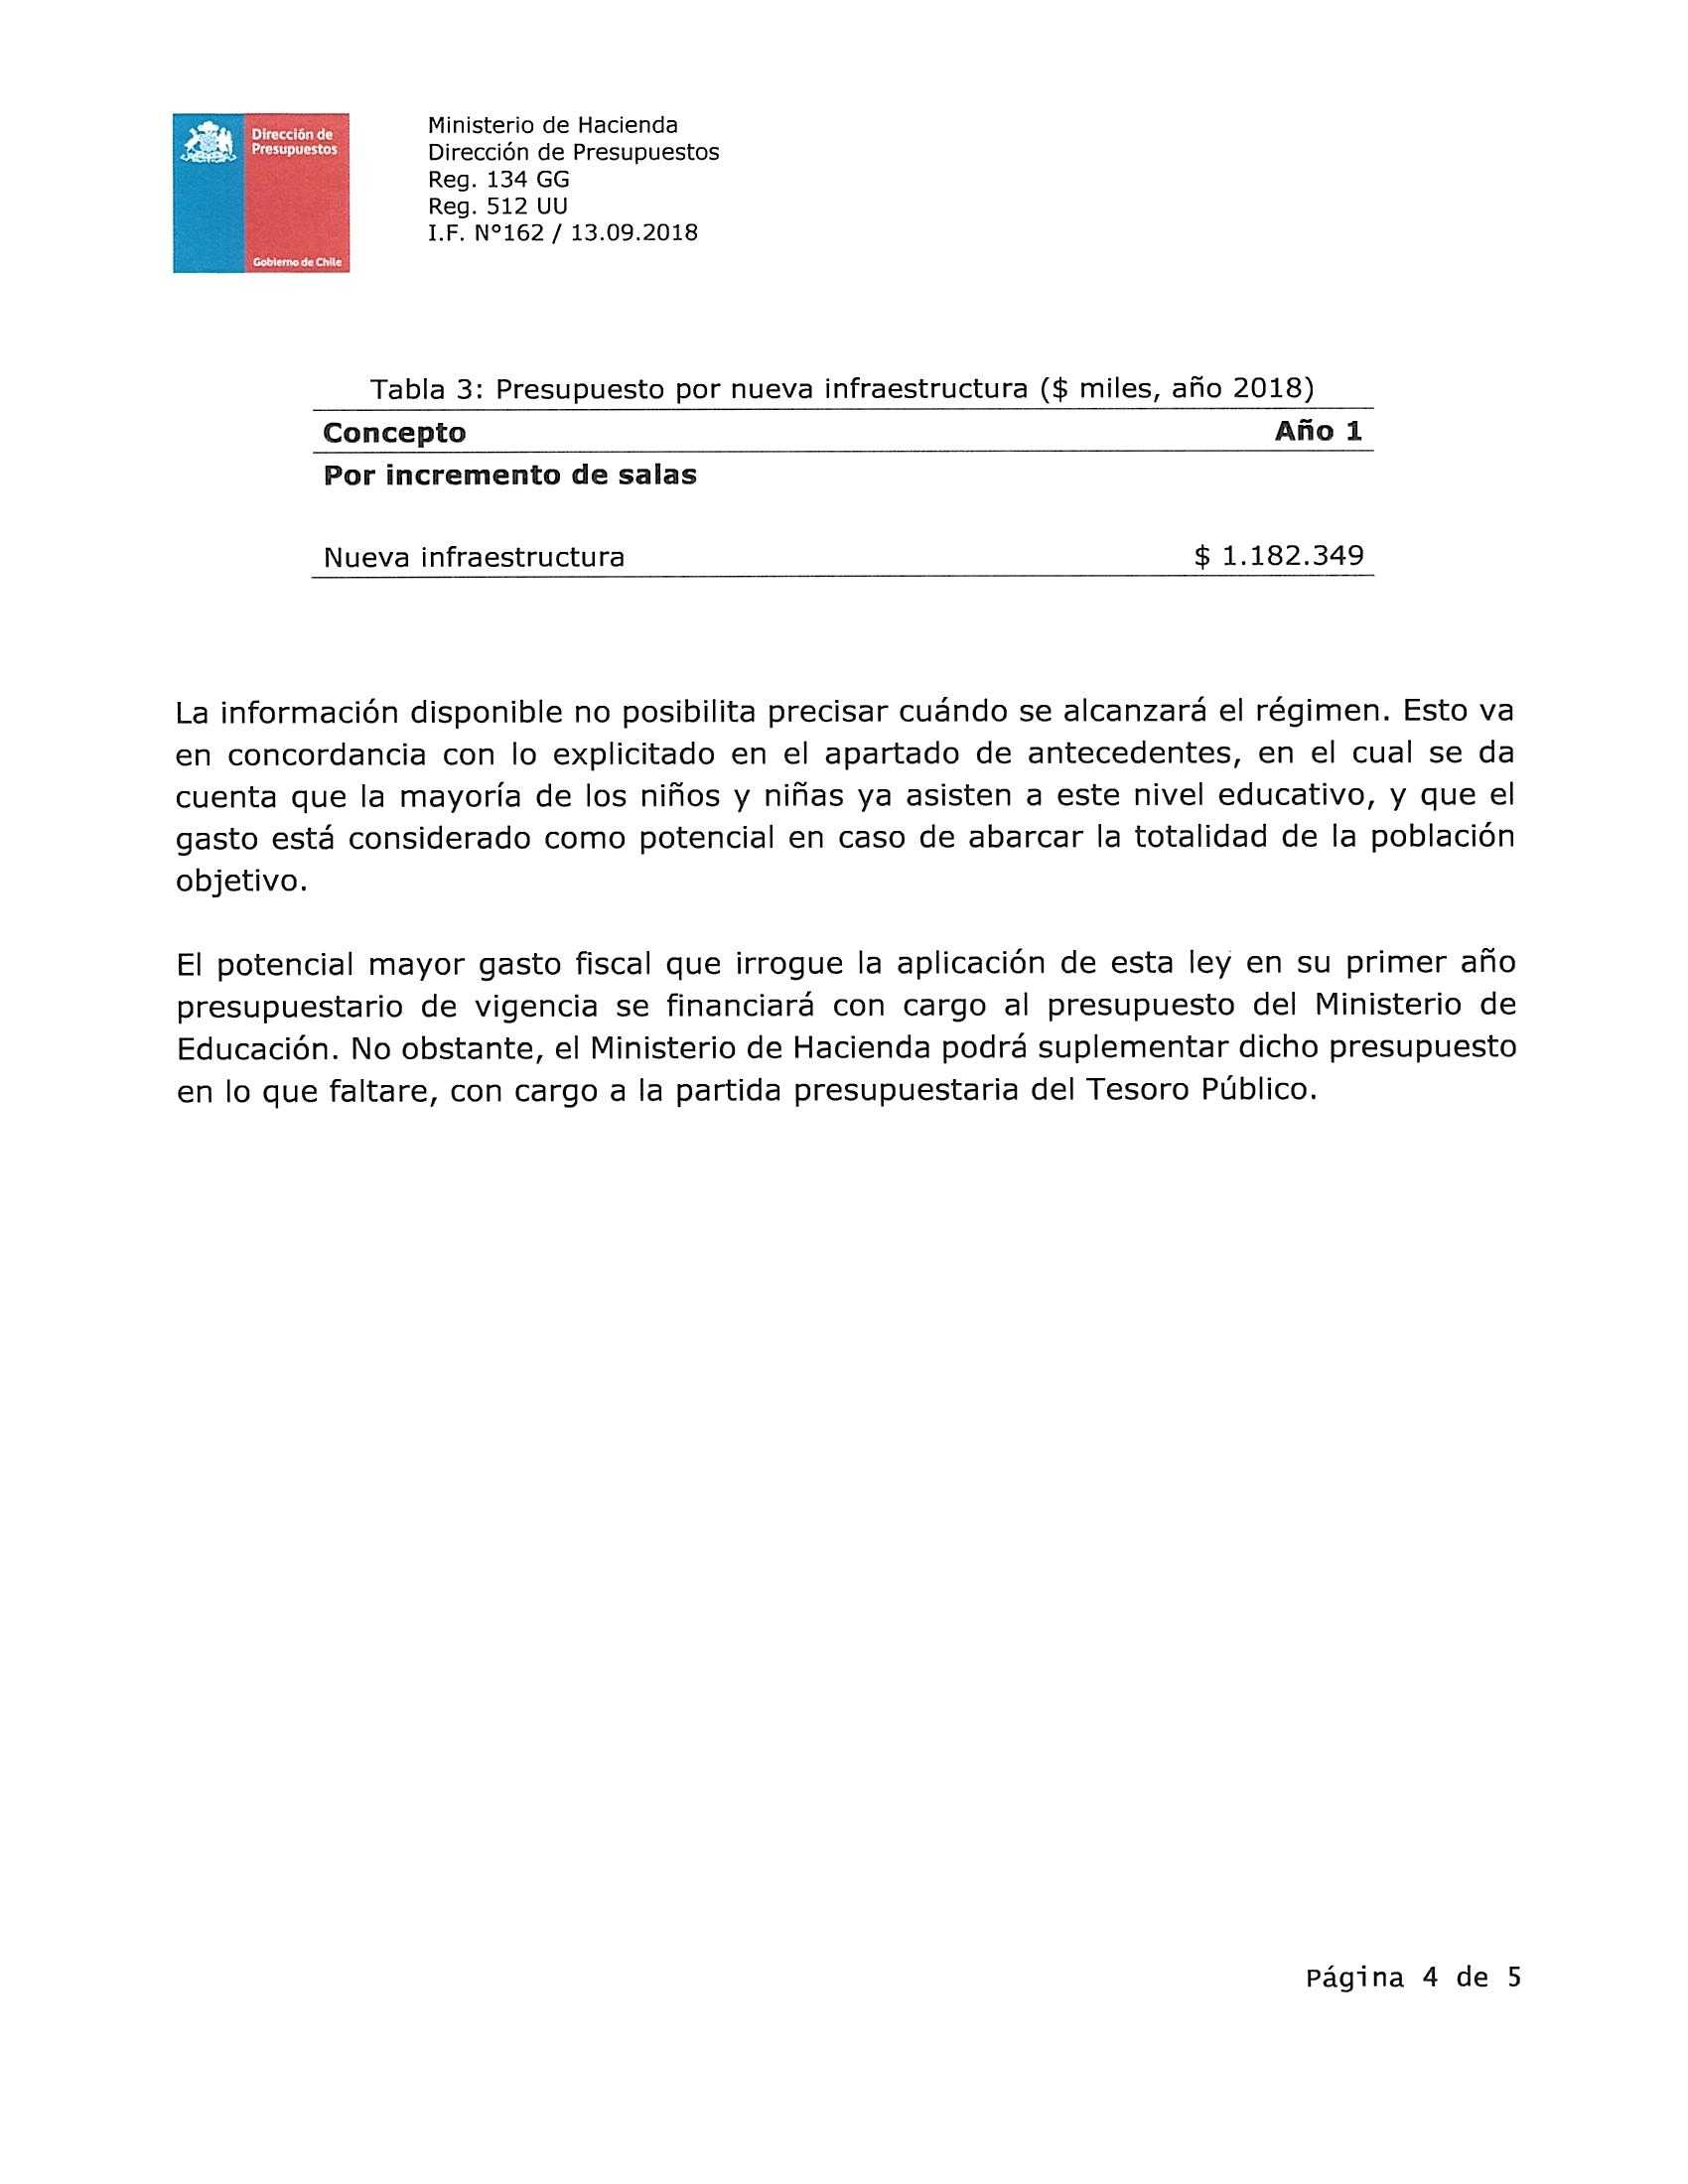 Dirección de
Presupuestos
Gobierno de Chile
Ministerio de Hacienda
Dirección de Presupuestos
Reg. 134 GG
Reg. 512 UU
I.F. N°162 / 13.09.2018
Tabla 3: Presupuesto por nueva infraestructura ($ miles, año 2018)
Concepto Año 1
Por incremento de salas
Nueva infraestructura $ 1.182.349
La información disponible no posibilita precisar cuándo se alcanzará el régimen. Esto va
en concordancia con lo explicitado en el apartado de antecedentes, en el cual se da
cuenta que la mayoría de los niños y niñas ya asisten a este nivel educativo, y que el
gasto está considerado como potencial en caso de abarcar la totalidad de la población
objetivo.
El potencial mayor gasto fiscal que irrogue la aplicación de esta ley en su primer año
presupuestario de vigencia se financiará con cargo al presupuesto del Ministerio de
Educación. No obstante, el Ministerio de Hacienda podrá suplementar dicho presupuesto
en lo que faltare, con cargo a la partida presupuestaria del Tesoro Público.
Página 4 de 5